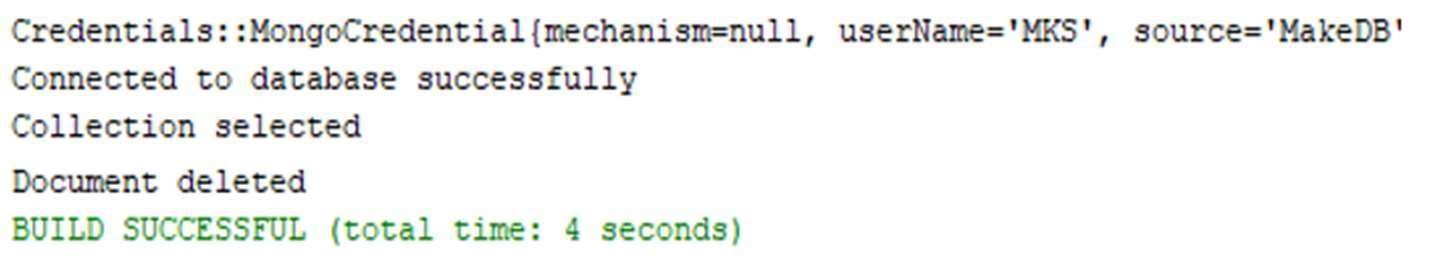 Credentials::MongoCredential{mechanism=null, userName='MKS', source='MakeDB'
Connected to database successfully
Collection selected
Document deleted
BUILD SUCCESSFUL (total time: 4 seconds)